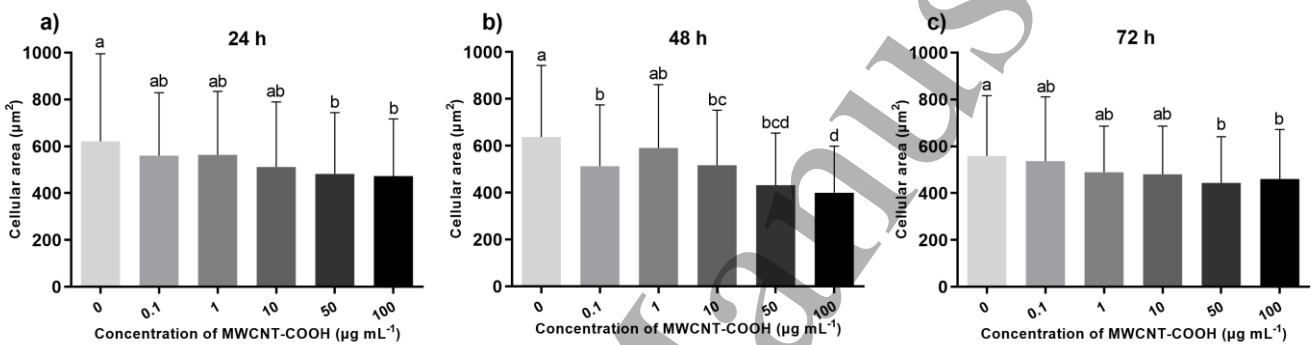 a)
24 h
Cellular area (µm²)
1000
800
600
400
200
0
a
ab
ab
ab
b
b
0
0.1
1
10
50
100
Concentration of MWCNT-COOH (µg mL⁻¹)
b)
48 h
Cellular area (µm²)
1000
800
600
400
200
0
a
b
ab
bc
bcd
d
0
0.1
1
10
50
100
Concentration of MWCNT-COOH (µg mL⁻¹)
c)
72 h
Cellular area (µm²)
1000
800
600
400
200
0
a
ab
ab
ab
b
b
0
0.1
1
10
50
100
Concentration of MWCNT-COOH (µg mL⁻¹)
anus